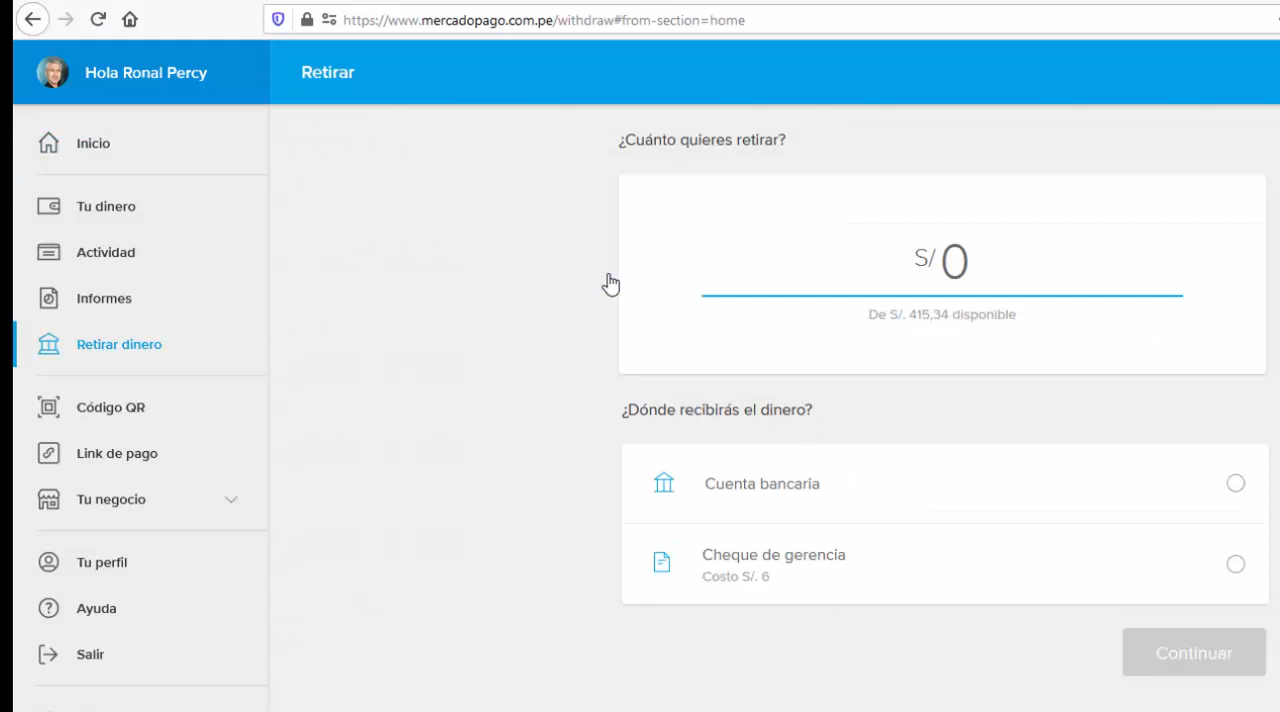 https://www.mercadopago.com.pe/withdraw#from-section=home
Hola Ronal Percy
Retirar
Inicio
Tu dinero
Actividad
Informes
Retirar dinero
Código QR
Link de pago
Tu negocio
Tu perfil
Ayuda
Salir
¿Cuánto quieres retirar?
S/ 0
De S/. 415,34 disponible
¿Dónde recibirás el dinero?
Cuenta bancaria
Cheque de gerencia
Costo S/. 6
Continuar